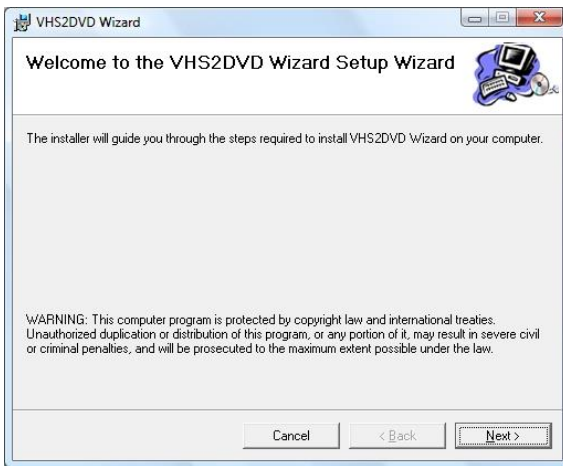 VHS2DVD Wizard
Welcome to the VHS2DVD Wizard Setup Wizard
The installer will guide you through the steps required to install VHS2DVD Wizard on your computer.
WARNING: This computer program is protected by copyright law and international treaties.
Unauthorized duplication or distribution of this program, or any portion of it, may result in severe civil
or criminal penalties, and will be prosecuted to the maximum extent possible under the law.
Cancel < Back Next >